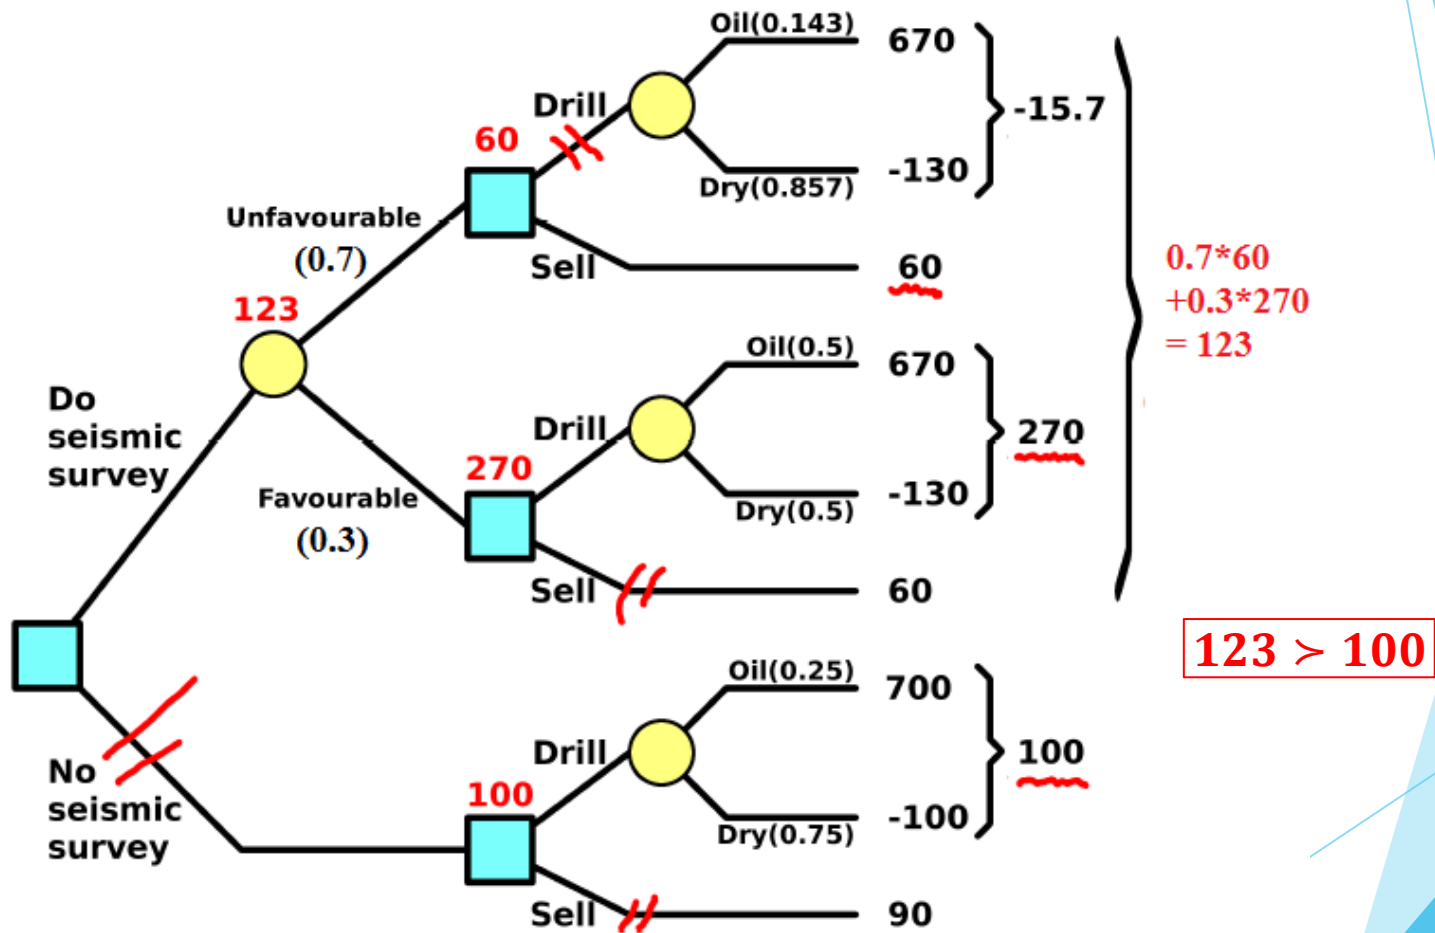 Oil(0.143)
670
Drill
-15.7
60
-130
Dry(0.857)
Unfavourable
(0.7)
Sell
60
0.7*60
+0.3*270
= 123
123
Oil(0.5)
670
Do
seismic
survey
Drill
270
270
-130
Dry(0.5)
Favourable
(0.3)
Sell
60
123 ≻ 100
Oil(0.25)
700
Drill
100
No
seismic
survey
100
-100
Dry(0.75)
Sell
90